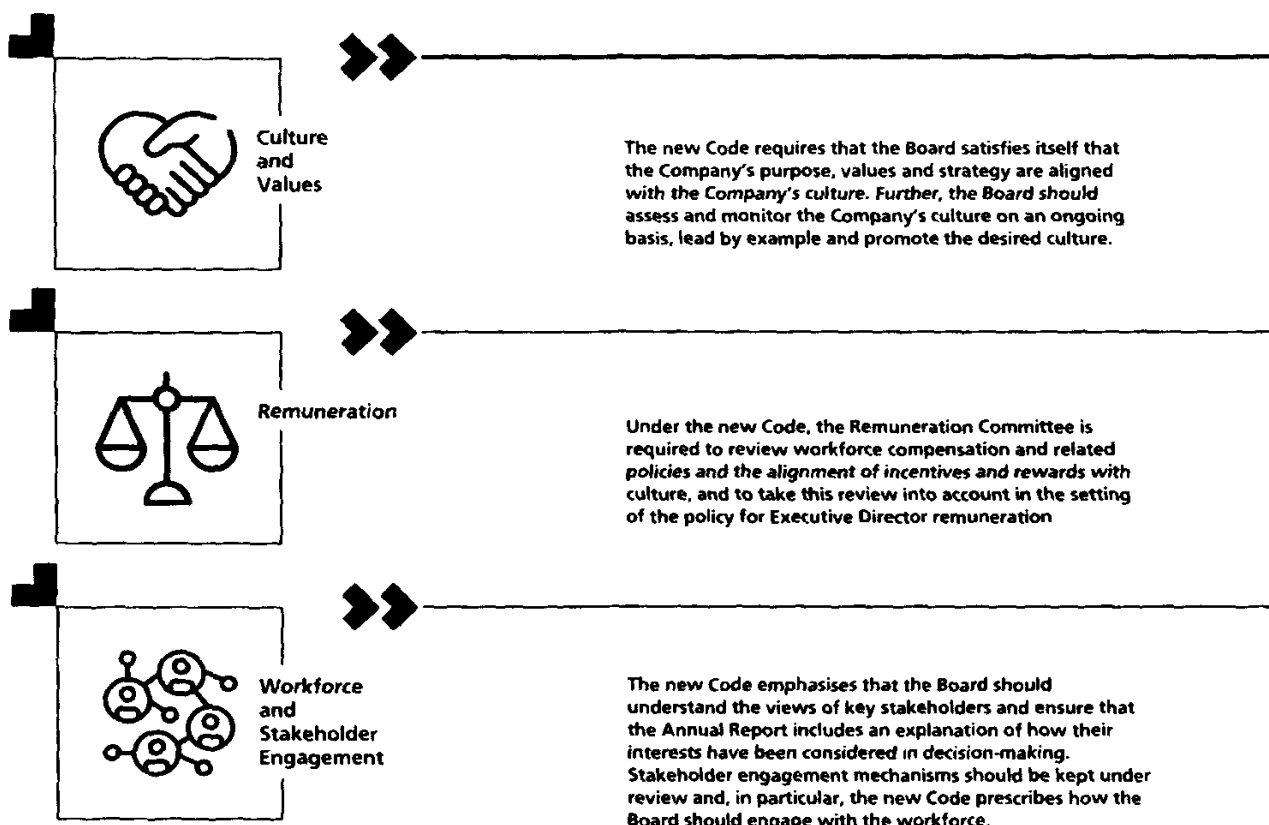 Culture
and
Values
The new Code requires that the Board satisfies itself that
the Company's purpose, values and strategy are aligned
with the Company's culture. Further, the Board should
assess and monitor the Company's culture on an ongoing
basis, lead by example and promote the desired culture.
Remuneration
Under the new Code, the Remuneration Committee is
required to review workforce compensation and related
policies and the alignment of incentives and rewards with
culture, and to take this review into account in the setting
of the policy for Executive Director remuneration
Workforce
and
Stakeholder
Engagement
The new Code emphasises that the Board should
understand the views of key stakeholders and ensure that
the Annual Report includes an explanation of how their
interests have been considered in decision-making.
Stakeholder engagement mechanisms should be kept under
review and, in particular, the new Code prescribes how the
Board should engage with the workforce.